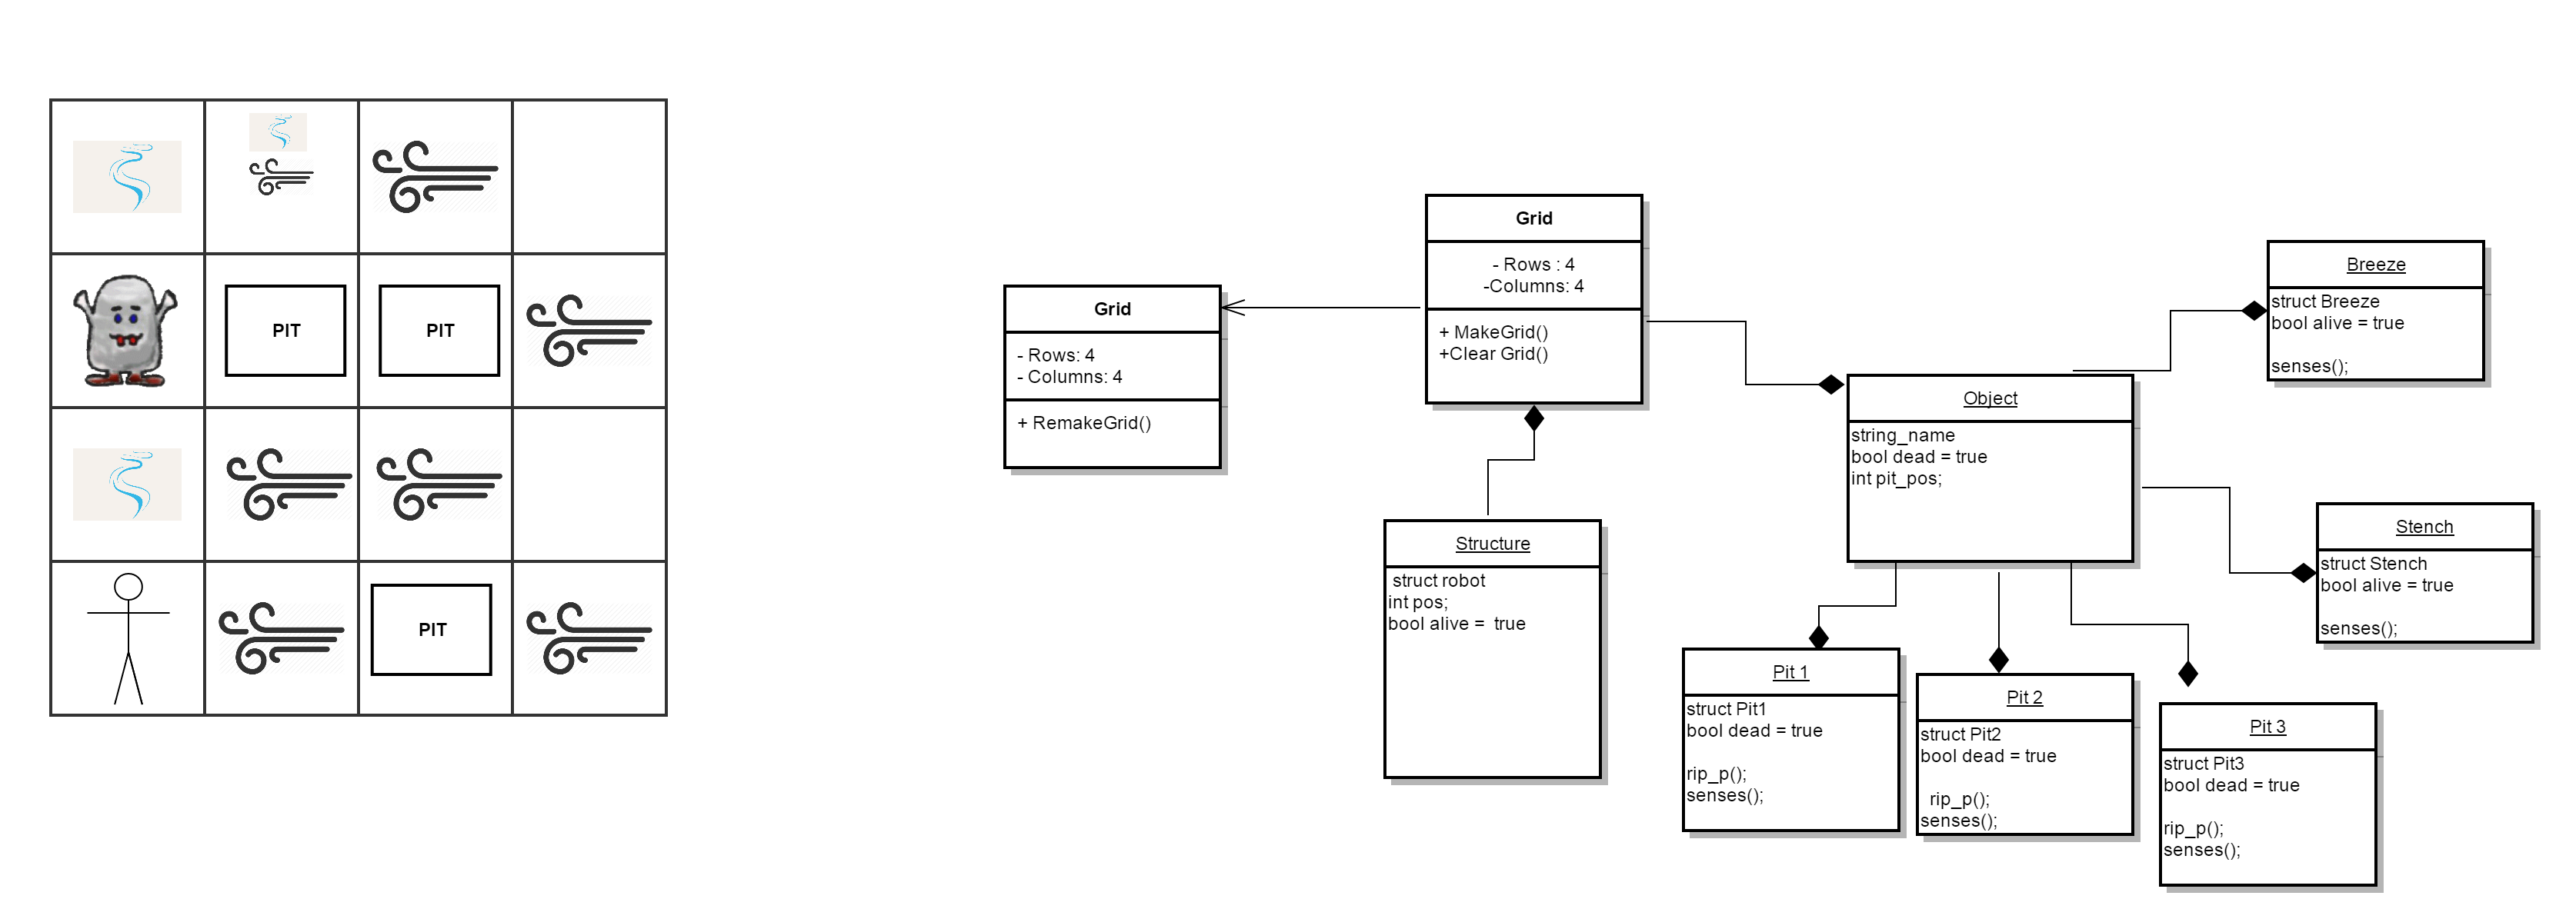 PIT
PIT
PIT
Grid
- Rows: 4
- Columns: 4
+ RemakeGrid()
Grid
- Rows : 4
-Columns: 4
+ MakeGrid()
+Clear Grid()
Structure
struct robot
int pos;
bool alive =  true
Object
string_name
bool dead = true
int pit_pos;
Breeze
struct Breeze
bool alive = true
senses();
Stench
struct Stench
bool alive = true
senses();
Pit 1
struct Pit1
bool dead = true
rip_p();
senses();
Pit 2
struct Pit2
bool dead = true
rip_p();
senses();
Pit 3
struct Pit3
bool dead = true
rip_p();
senses();